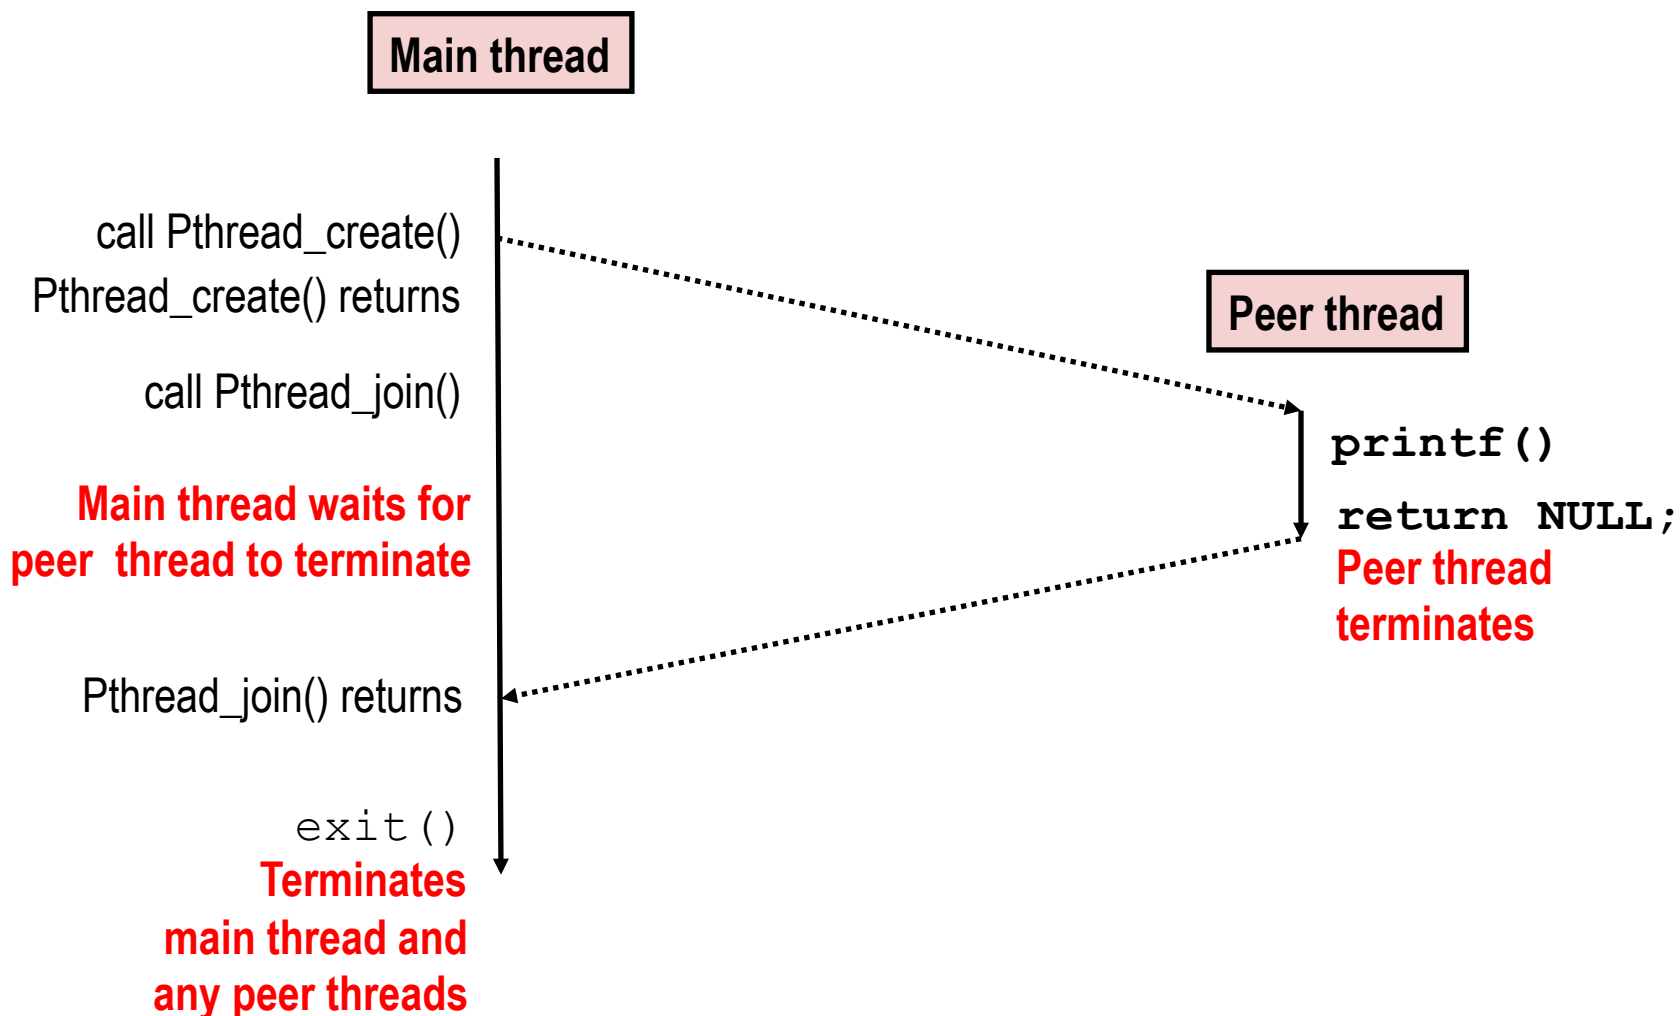 Main thread
call Pthread_create()
Pthread_create() returns
Peer thread
call Pthread_join()
printf()
Main thread waits for
peer  thread to terminate
return NULL;
Peer thread
terminates
Pthread_join() returns
exit()
Terminates
main thread and
any peer threads